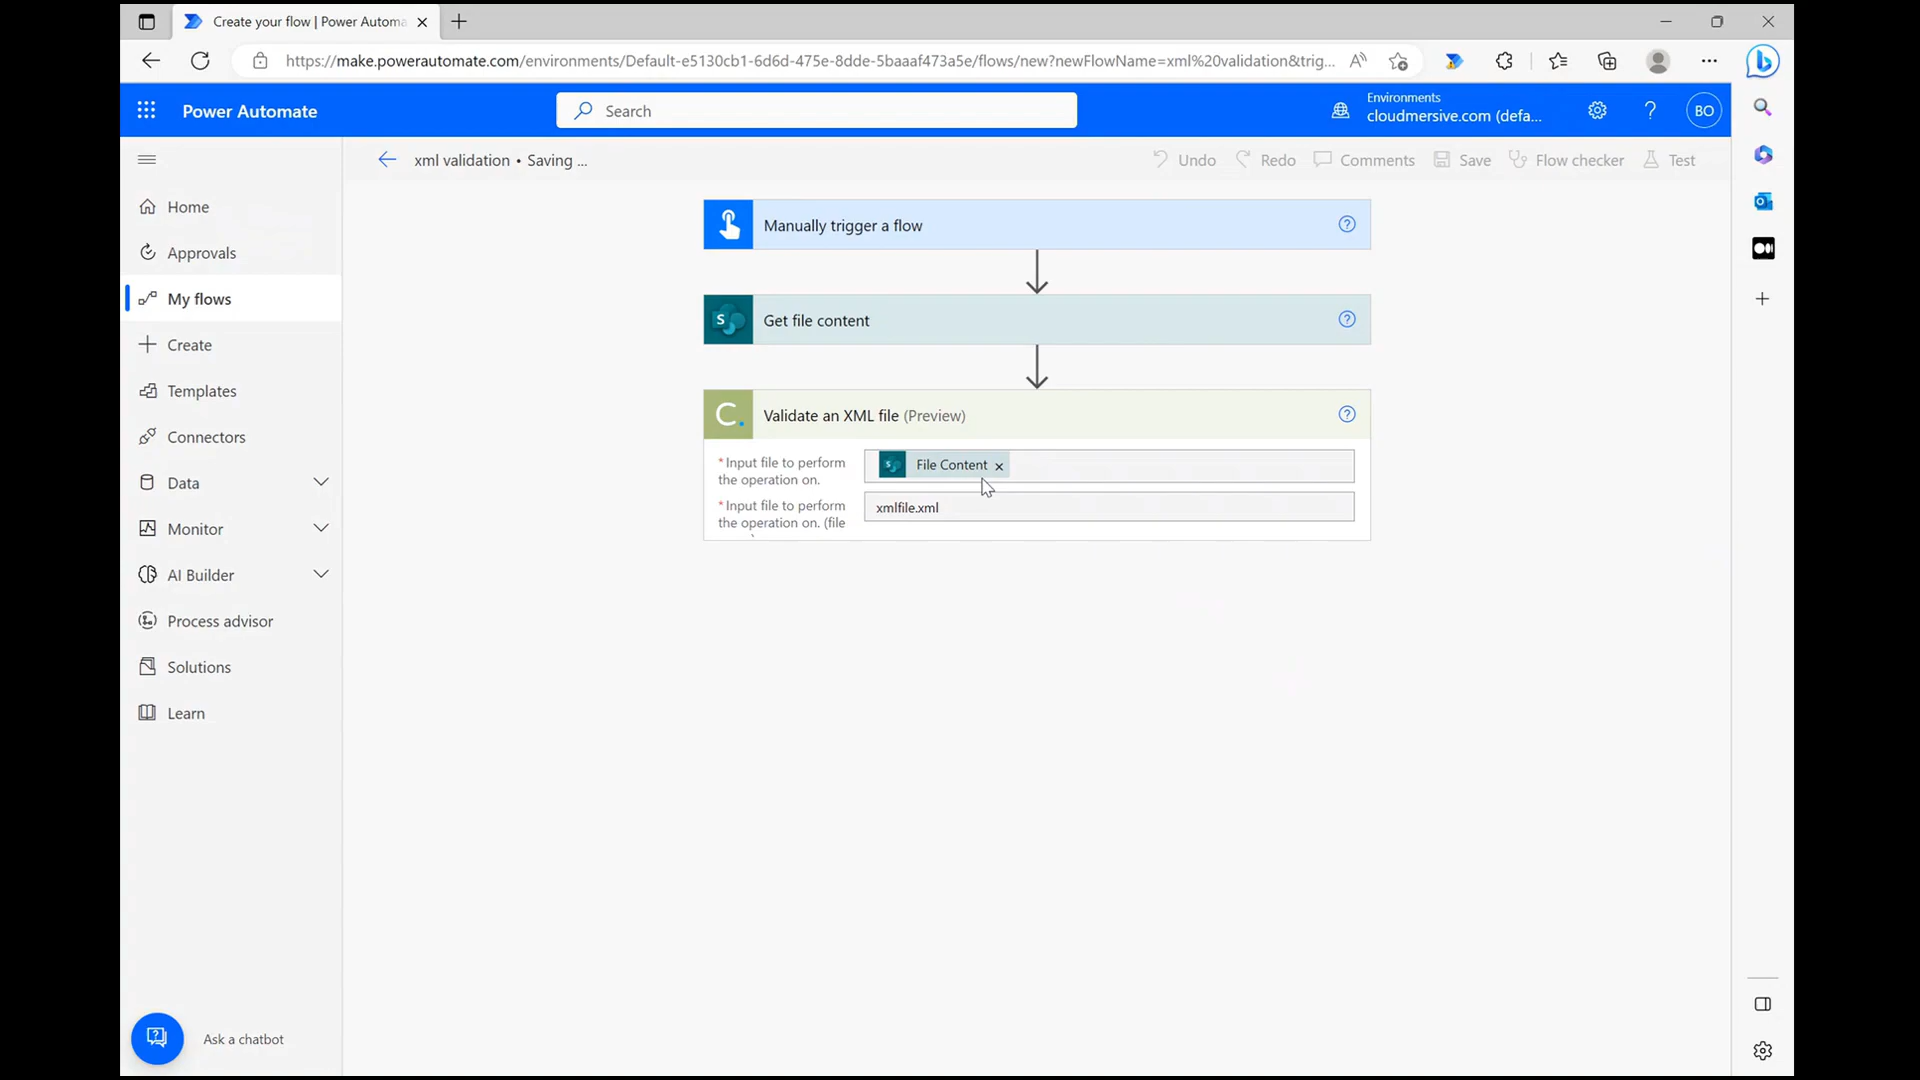 Create your flow | Power Automa
https://make.powerautomate.com/environments/Default-e5130cb1-6d6d-475e-8dde-5baaaf473a5e/flows/new?newFlowName=xml%20validation&trig...
Power Automate
Search
Environments
cloudmersive.com (defa...
BO
xml validation • Saving ...
Undo
Redo
Comments
Save
Flow checker
Test
Home
Approvals
My flows
Create
Templates
Connectors
Data
Monitor
AI Builder
Process advisor
Solutions
Learn
Manually trigger a flow
Get file content
Validate an XML file (Preview)
*Input file to perform
the operation on.
File Content
*Input file to perform
the operation on. (file
xmlfile.xml
Ask a chatbot